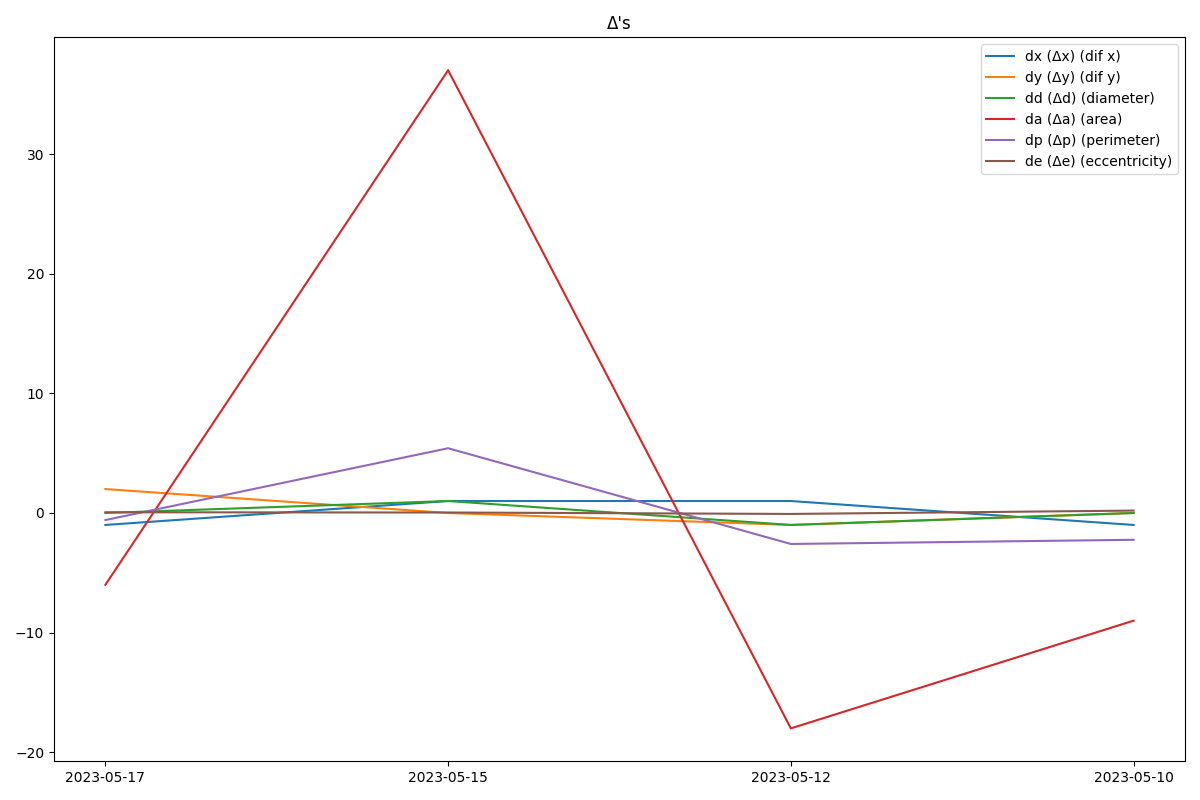 Δ's
dx (Δx) (dif x)
dy (Δy) (dif y)
dd (Δd) (diameter)
da (Δa) (area)
dp (Δp) (perimeter)
de (Δe) (eccentricity)
30
20
10
0
−10
−20
2023-05-17
2023-05-15
2023-05-12
2023-05-10